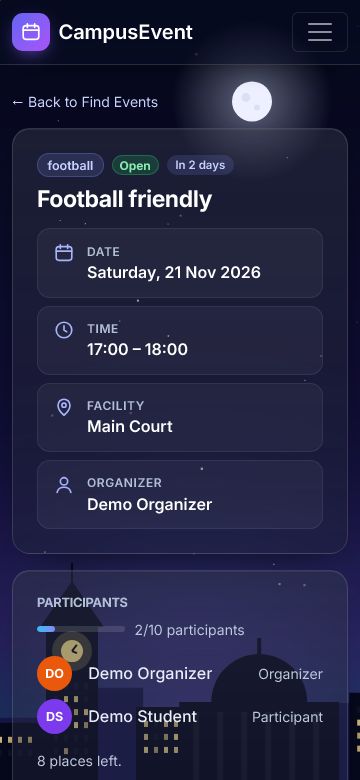 CampusEvent
← Back to Find Events
football Open In 2 days
Football friendly
DATE
Saturday, 21 Nov 2026
TIME
17:00 – 18:00
FACILITY
Main Court
ORGANIZER
Demo Organizer
PARTICIPANTS
2/10 participants
DO Demo Organizer Organizer
DS Demo Student Participant
8 places left.